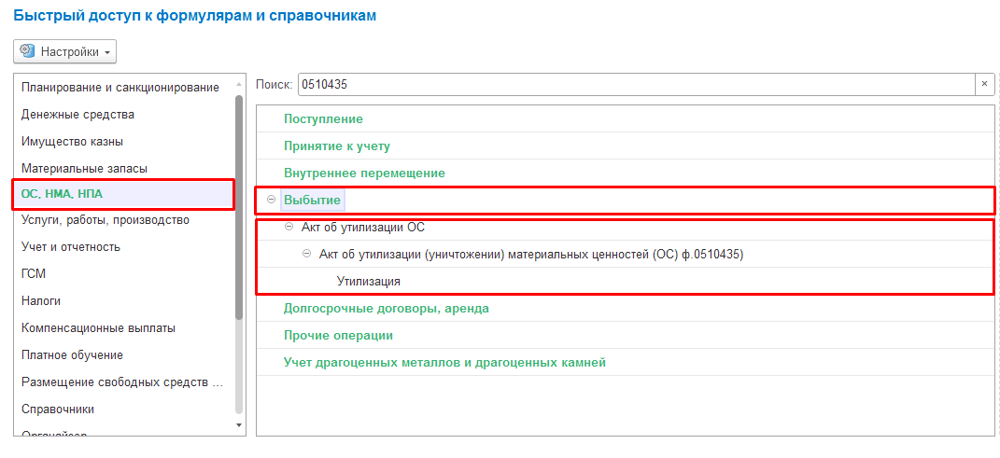 Быстрый доступ к формулярам и справочникам
Настройки
Планирование и санкционирование
Денежные средства
Имущество казны
Материальные запасы
ОС, НМА, НПА
Услуги, работы, производство
Учет и отчетность
ГСМ
Налоги
Компенсационные выплаты
Платное обучение
Размещение свободных средств ...
Справочники
Органайзер
Поиск: 0510435
Поступление
Принятие к учету
Внутреннее перемещение
Выбытие
Акт об утилизации ОС
Акт об утилизации (уничтожении) материальных ценностей (ОС) ф.0510435)
Утилизация
Долгосрочные договоры, аренда
Прочие операции
Учет драгоценных металлов и драгоценных камней